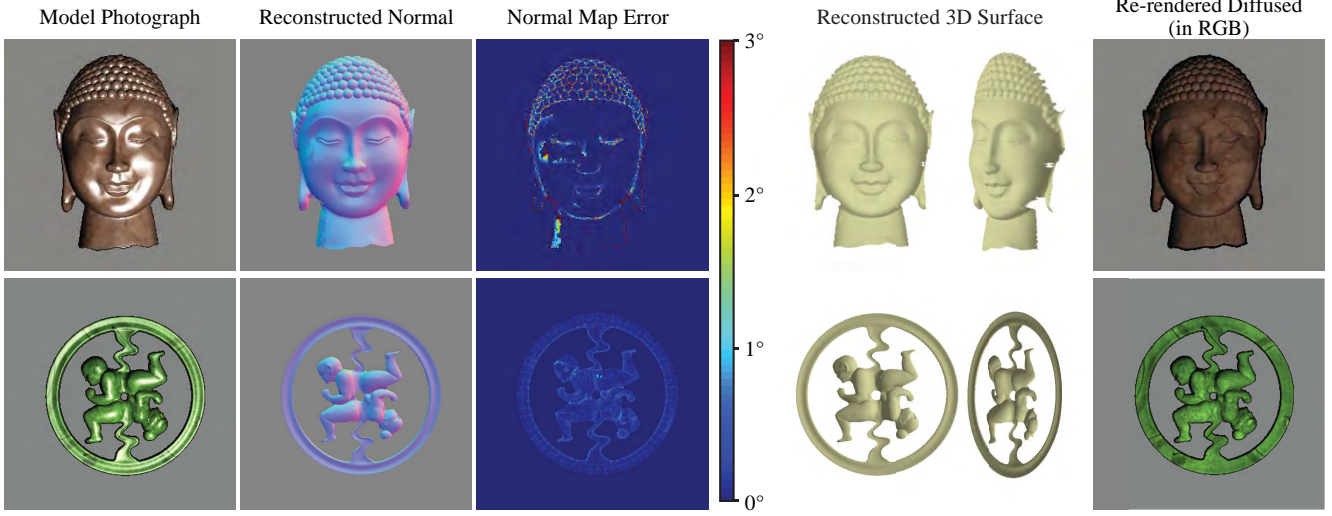 Model Photograph
Reconstructed Normal
Normal Map Error
Reconstructed 3D Surface
Re-rendered Diffused
(in RGB)
3°
2°
1°
0°